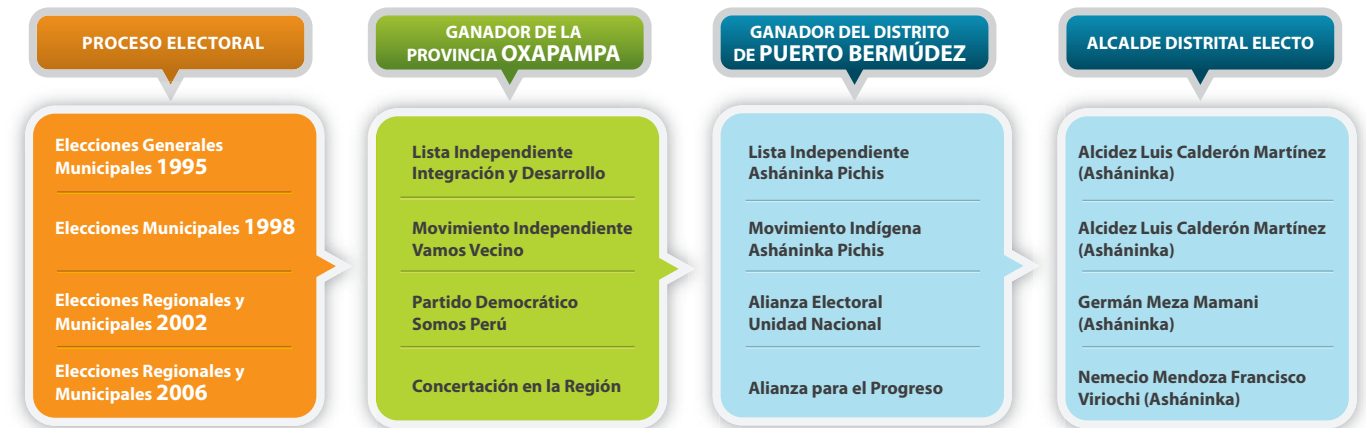 PROCESO ELECTORAL
GANADOR DE LA
PROVINCIA OXAPAMPA
GANADOR DEL DISTRITO
DE PUERTO BERMÚDEZ
ALCALDE DISTRITAL ELECTO
Elecciones Generales
Municipales 1995
Lista Independiente
Integración y Desarrollo
Lista Independiente
Asháninka Pichis
Alcidez Luis Calderón Martínez
(Asháninka)
Elecciones Municipales 1998
Movimiento Independiente
Vamos Vecino
Movimiento Indígena
Asháninka Pichis
Alcidez Luis Calderón Martínez
(Asháninka)
Elecciones Regionales y
Municipales 2002
Partido Democrático
Somos Perú
Alianza Electoral
Unidad Nacional
Germán Meza Mamani
(Asháninka)
Elecciones Regionales y
Municipales 2006
Concertación en la Región
Alianza para el Progreso
Nemecio Mendoza Francisco
Viriochi (Asháninka)